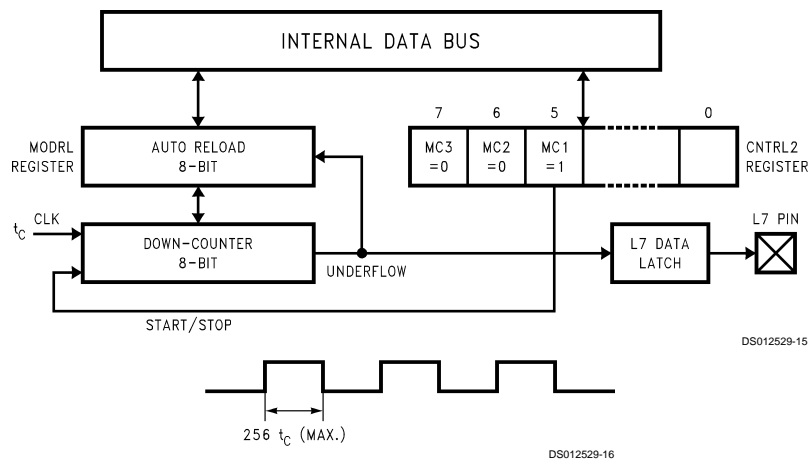 INTERNAL DATA BUS
7 6 5 0
MODRL
REGISTER
AUTO RELOAD
8-BIT
MC3
=0
MC2
=0
MC1
=1
CNTRL2
REGISTER
tC CLK
DOWN-COUNTER
8-BIT
UNDERFLOW
L7 DATA
LATCH
L7 PIN
START/STOP
DS012529-15
256 tC (MAX.)
DS012529-16